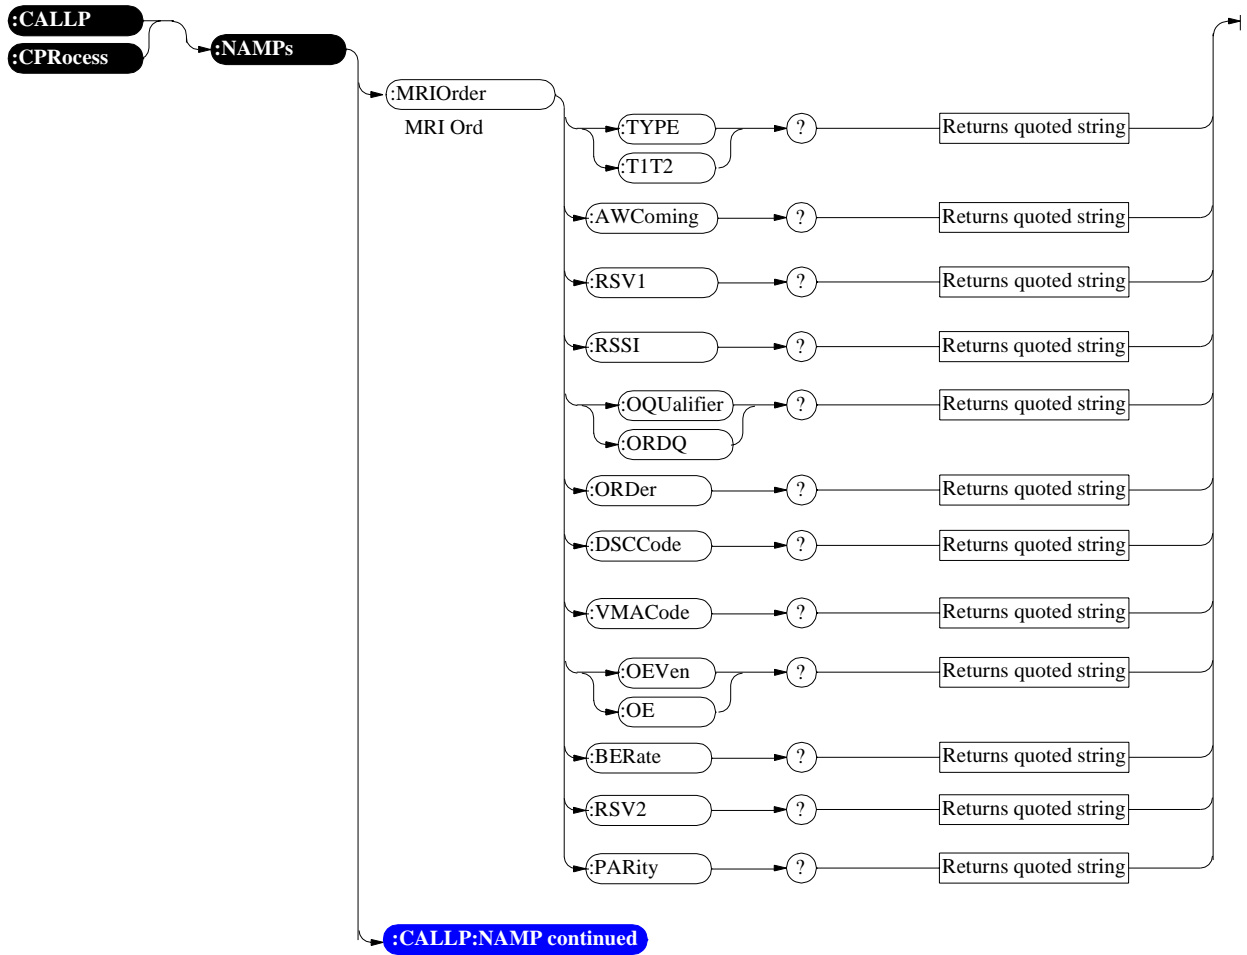 :CALLP
:CPRocess
:NAMPs
:MRIOrder
MRI Ord
:TYPE ? Returns quoted string
:T1T2
:AWComing ? Returns quoted string
:RSV1 ? Returns quoted string
:RSSI ? Returns quoted string
:OQUalifier ? Returns quoted string
:ORDQ
:ORDer ? Returns quoted string
:DSCCode ? Returns quoted string
:VMACode ? Returns quoted string
:OEVen ? Returns quoted string
:OE
:BERate ? Returns quoted string
:RSV2 ? Returns quoted string
:PARity ? Returns quoted string
:CALLP:NAMP continued